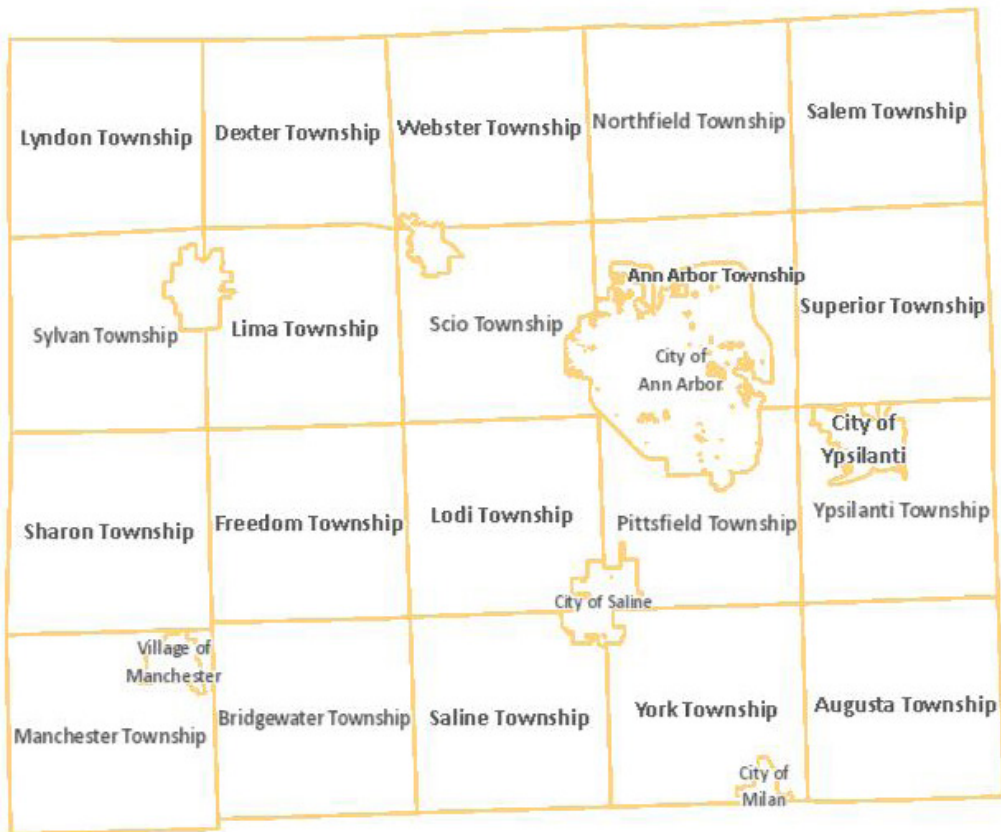 Lyndon Township
Dexter Township
Webster Township
Northfield Township
Salem Township
Sylvan Township
Lima Township
Scio Township
Ann Arbor Township
City of
Ann Arbor
Superior Township
Sharon Township
Freedom Township
Lodi Township
Pittsfield Township
City of
Ypsilanti
Ypsilanti Township
City of Saline
Village of
Manchester
Manchester Township
Bridgewater Township
Saline Township
York Township
Augusta Township
City of
Milan